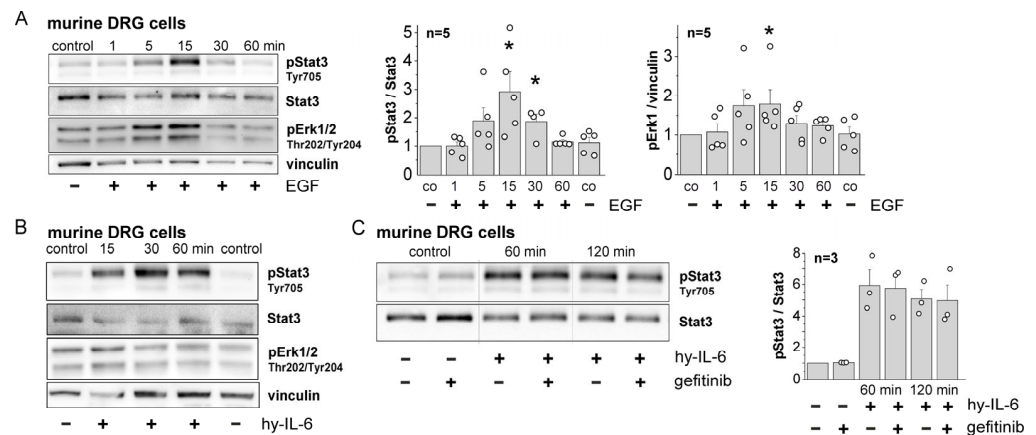 A
murine DRG cells
control 1 5 15 30 60 min
pStat3
Tyr705
Stat3
pErk1/2
Thr202/Tyr204
vinculin
− + + + + + EGF
n=5
pStat3 / Stat3
5
4
3
2
1
0
co 1 5 15 30 60 co
− + + + + + −
* *
n=5
pErk1 /vinculin
3
2
1
0
co 1 5 15 30 60 co
− + + + + + − EGF
*
B
murine DRG cells
control 15 30 60 min control
pStat3
Tyr705
Stat3
pErk1/2
Thr202/Tyr204
vinculin
− + + + − hy-IL-6
C
murine DRG cells
control 60 min 120 min
pStat3
Tyr705
Stat3
− − + + + + hy-IL-6
− + − + − + gefitinib
n=3
pStat3 / Stat3
8
6
4
2
0
60 min 120 min
− − + + + + hy-IL-6
− + − + − + gefitinib